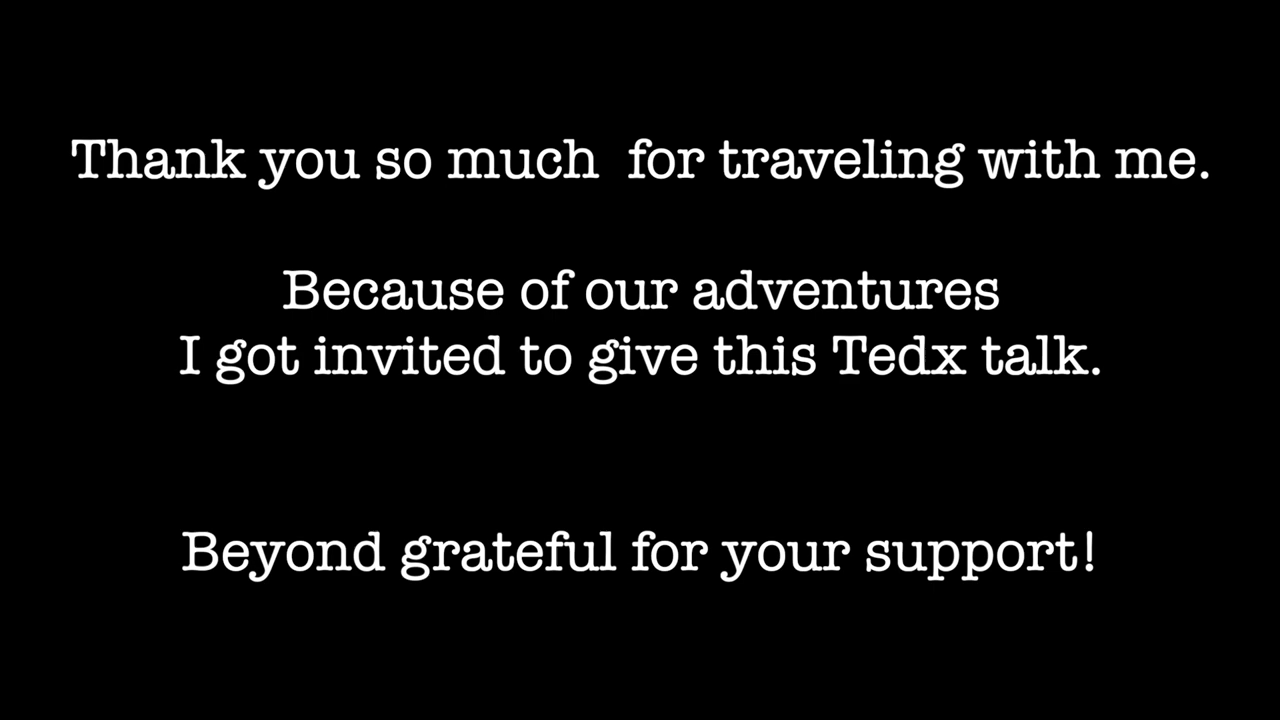 Thank you so much  for traveling with me.
Because of our adventures
I got invited to give this Tedx talk.
Beyond grateful for your support!